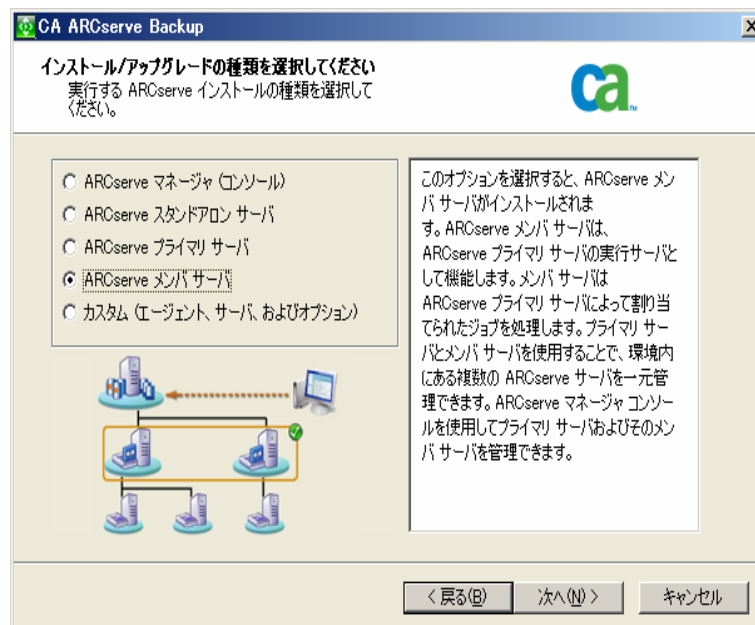 CA ARCserve Backup
インストール/アップグレードの種類を選択してください
実行する ARCserve インストールの種類を選択して
ください。
ca
TM
ARCserve マネージャ (コンソール)
ARCserve スタンドアロン サーバ
ARCserve プライマリ サーバ
ARCserve メンバ サーバ
カスタム (エージェント、サーバ、およびオプション)
このオプションを選択すると、ARCserve メン
バ サーバがインストールされま
す。ARCserve メンバ サーバは、
ARCserve プライマリ サーバの実行サーバと
して機能します。メンバ サーバは
ARCserve プライマリ サーバによって割り当
てられたジョブを処理します。プライマリ サー
バとメンバ サーバを使用することで、環境内
にある複数の ARCserve サーバを一元管
理できます。ARCserve マネージャ コンソー
ルを使用してプライマリ サーバおよびそのメン
バ サーバを管理できます。
< 戻る(B)
次へ(N) >
キャンセル